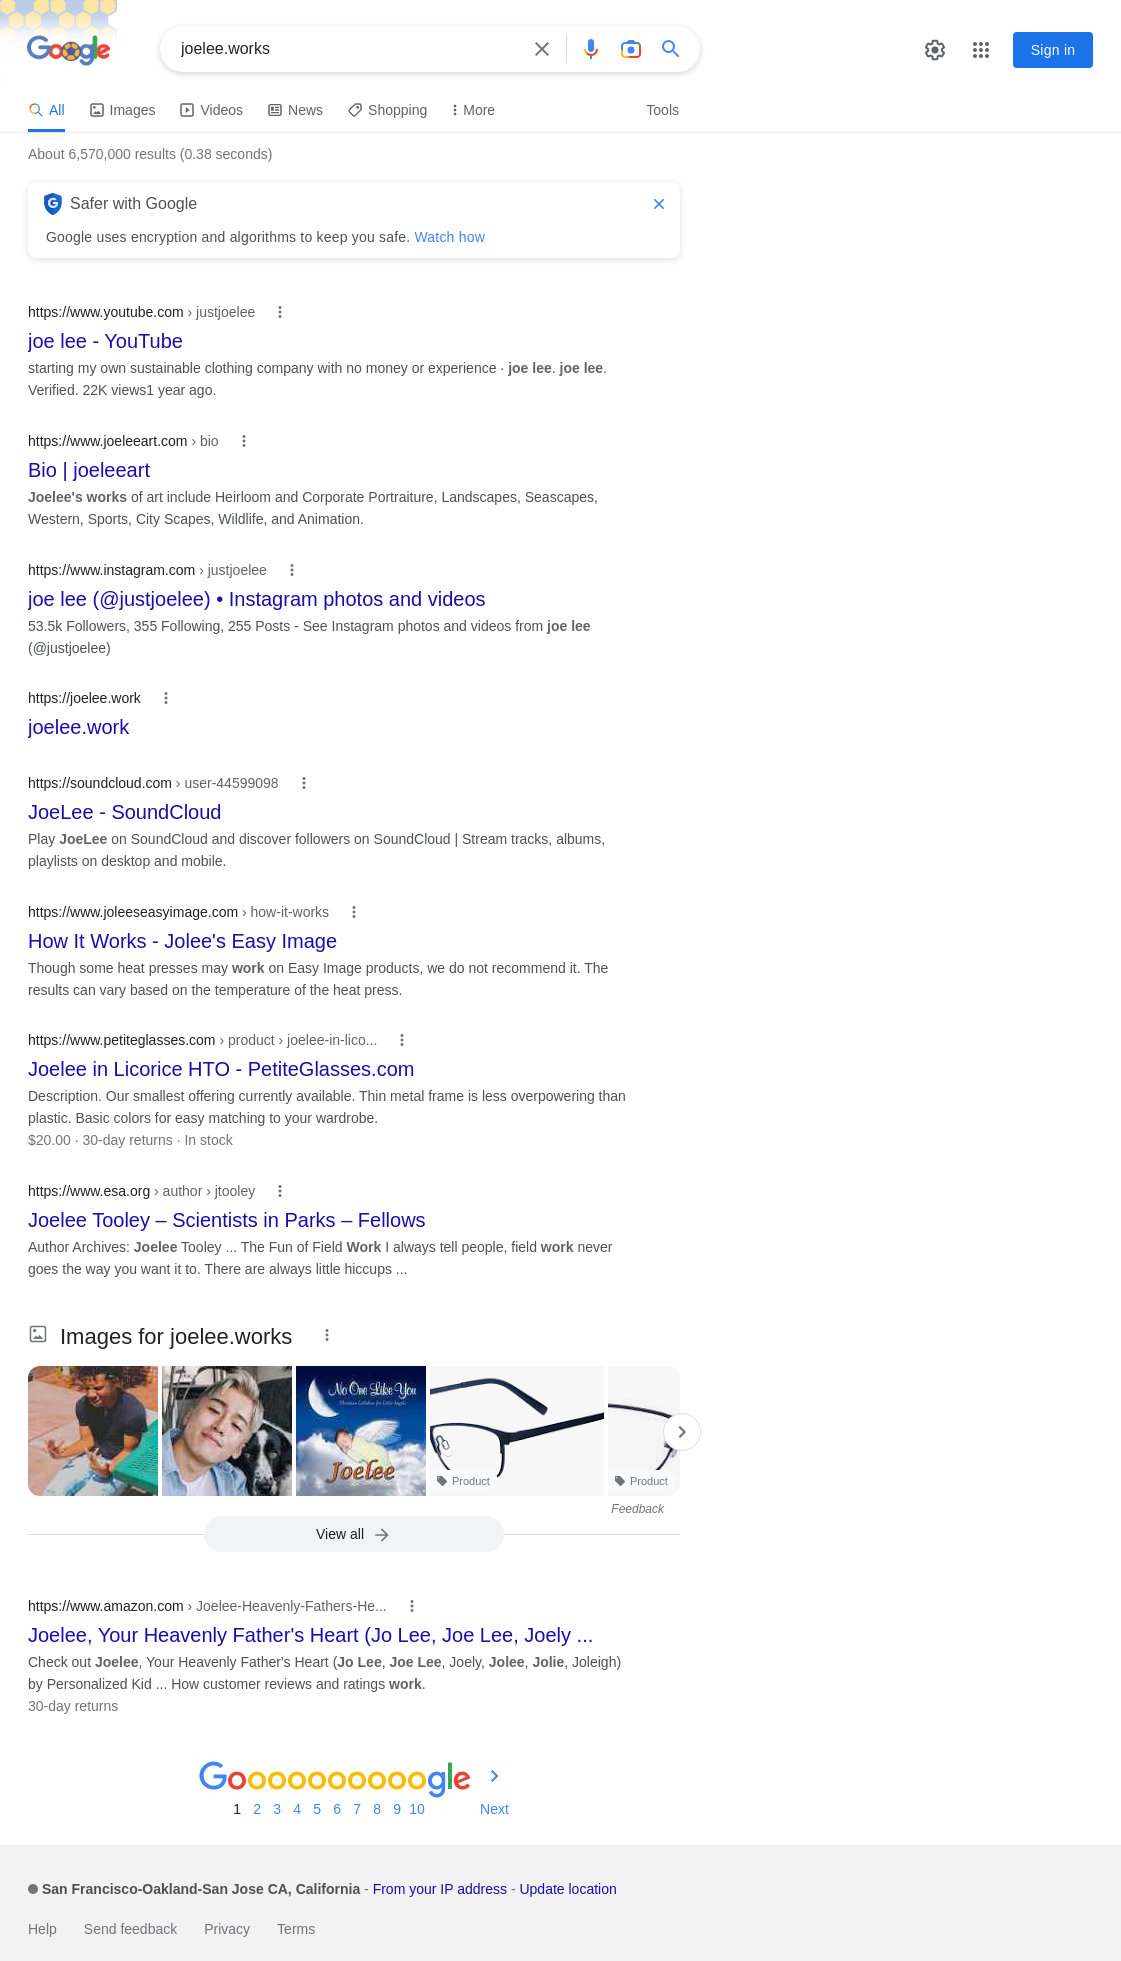 Google
joelee.works
Sign in
All Images Videos News Shopping More Tools
About 6,570,000 results (0.38 seconds)
Safer with Google
Google uses encryption and algorithms to keep you safe. Watch how
https://www.youtube.com › justjoelee
joe lee - YouTube
starting my own sustainable clothing company with no money or experience · joe lee. joe lee.
Verified. 22K views1 year ago.
https://www.joeleeart.com › bio
Bio | joeleeart
Joelee's works of art include Heirloom and Corporate Portraiture, Landscapes, Seascapes,
Western, Sports, City Scapes, Wildlife, and Animation.
https://www.instagram.com › justjoelee
joe lee (@justjoelee) • Instagram photos and videos
53.5k Followers, 355 Following, 255 Posts - See Instagram photos and videos from joe lee
(@justjoelee)
https://joelee.work
joelee.work
https://soundcloud.com › user-44599098
JoeLee - SoundCloud
Play JoeLee on SoundCloud and discover followers on SoundCloud | Stream tracks, albums,
playlists on desktop and mobile.
https://www.joleeseasyimage.com › how-it-works
How It Works - Jolee's Easy Image
Though some heat presses may work on Easy Image products, we do not recommend it. The
results can vary based on the temperature of the heat press.
https://www.petiteglasses.com › product › joelee-in-lico...
Joelee in Licorice HTO - PetiteGlasses.com
Description. Our smallest offering currently available. Thin metal frame is less overpowering than
plastic. Basic colors for easy matching to your wardrobe.
$20.00 · 30-day returns · In stock
https://www.esa.org › author › jtooley
Joelee Tooley – Scientists in Parks – Fellows
Author Archives: Joelee Tooley ... The Fun of Field Work I always tell people, field work never
goes the way you want it to. There are always little hiccups ...
Images for joelee.works
No One Like You
Christian Lullabies for Little Angels
Joelee
Product
Product
Feedback
View all
https://www.amazon.com › Joelee-Heavenly-Fathers-He...
Joelee, Your Heavenly Father's Heart (Jo Lee, Joe Lee, Joely ...
Check out Joelee, Your Heavenly Father's Heart (Jo Lee, Joe Lee, Joely, Jolee, Jolie, Joleigh)
by Personalized Kid ... How customer reviews and ratings work.
30-day returns
Goooooooooogle
1 2 3 4 5 6 7 8 9 10 Next
San Francisco-Oakland-San Jose CA, California - From your IP address - Update location
Help Send feedback Privacy Terms